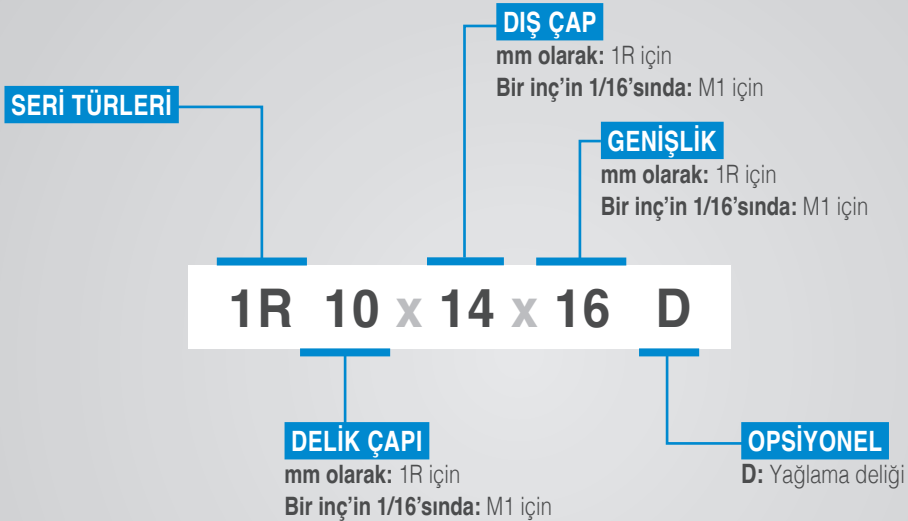 DIŞ ÇAP
mm olarak: 1R için
Bir inç’in 1/16’sında: M1 için
SERİ TÜRLERİ
GENİŞLİK
mm olarak: 1R için
Bir inç’in 1/16’sında: M1 için
1R 10 x 14 x 16 D
DELİK ÇAPI
mm olarak: 1R için
Bir inç’in 1/16’sında: M1 için
OPSİYONEL
D: Yağlama deliği